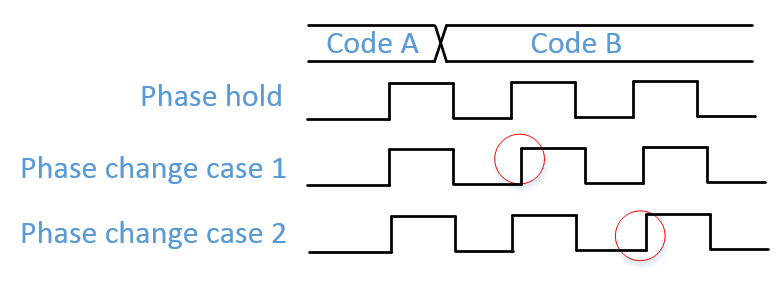 Code A Code B
Phase hold
Phase change case 1
Phase change case 2